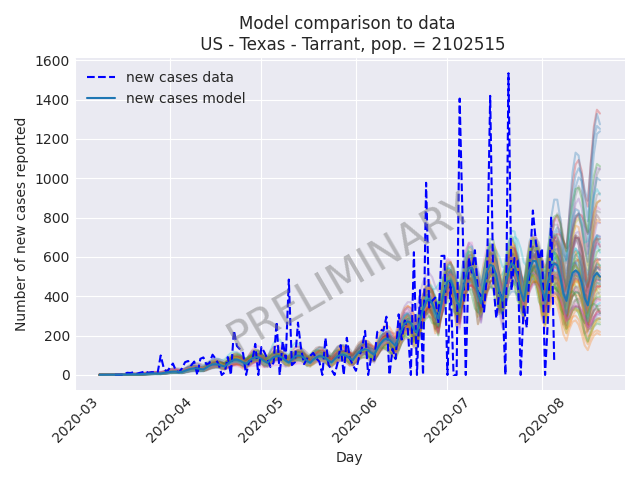 Model comparison to data
US - Texas - Tarrant, pop. = 2102515
1600
1400
1200
1000
800
600
400
200
0
Number of new cases reported
new cases data
new cases model
PRELIMINARY
2020-03
2020-04
2020-05
2020-06
2020-07
2020-08
Day